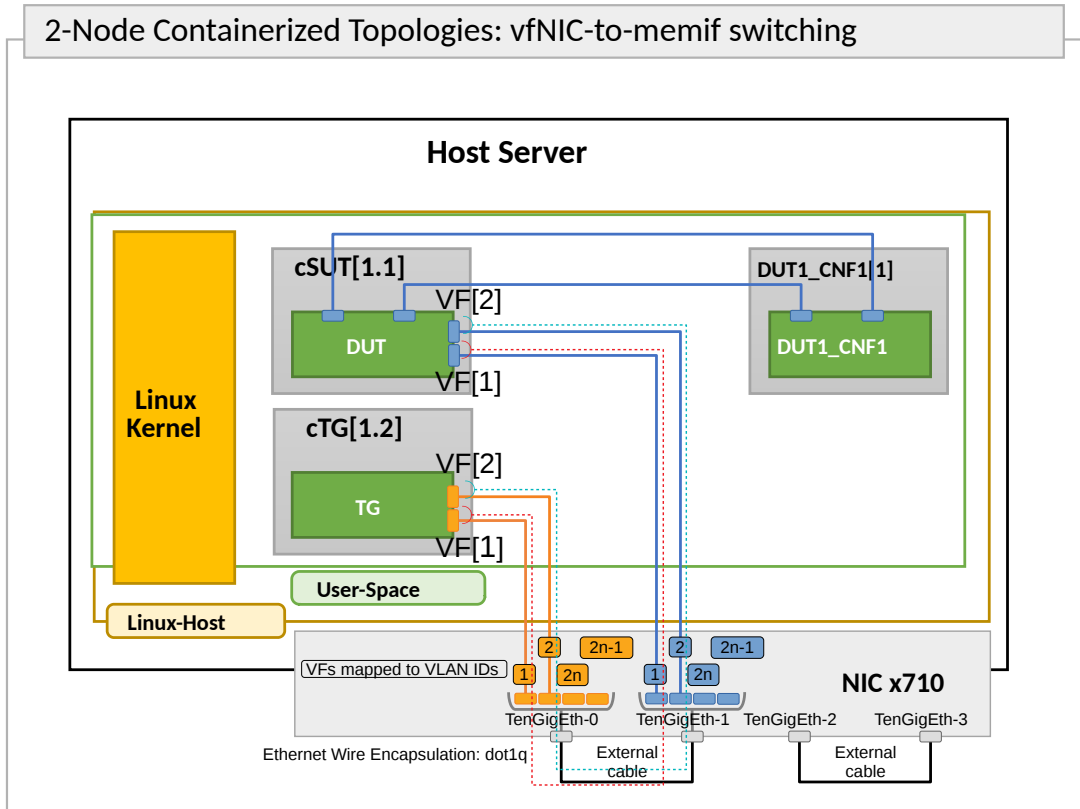 2-Node Containerized Topologies: vfNIC-to-memif switching
Host Server
cSUT[1.1]
DUT1_CNF1[1]
VF[2]
DUT
DUT1_CNF1
VF[1]
Linux
Kernel
cTG[1.2]
VF[2]
TG
VF[1]
User-Space
Linux-Host
2
2n-1
2
2n-1
VFs mapped to VLAN IDs
1
2n
1
2n
NIC x710
TenGigEth-0
TenGigEth-1
TenGigEth-2
TenGigEth-3
Ethernet Wire Encapsulation: dot1q
External
cable
External
cable